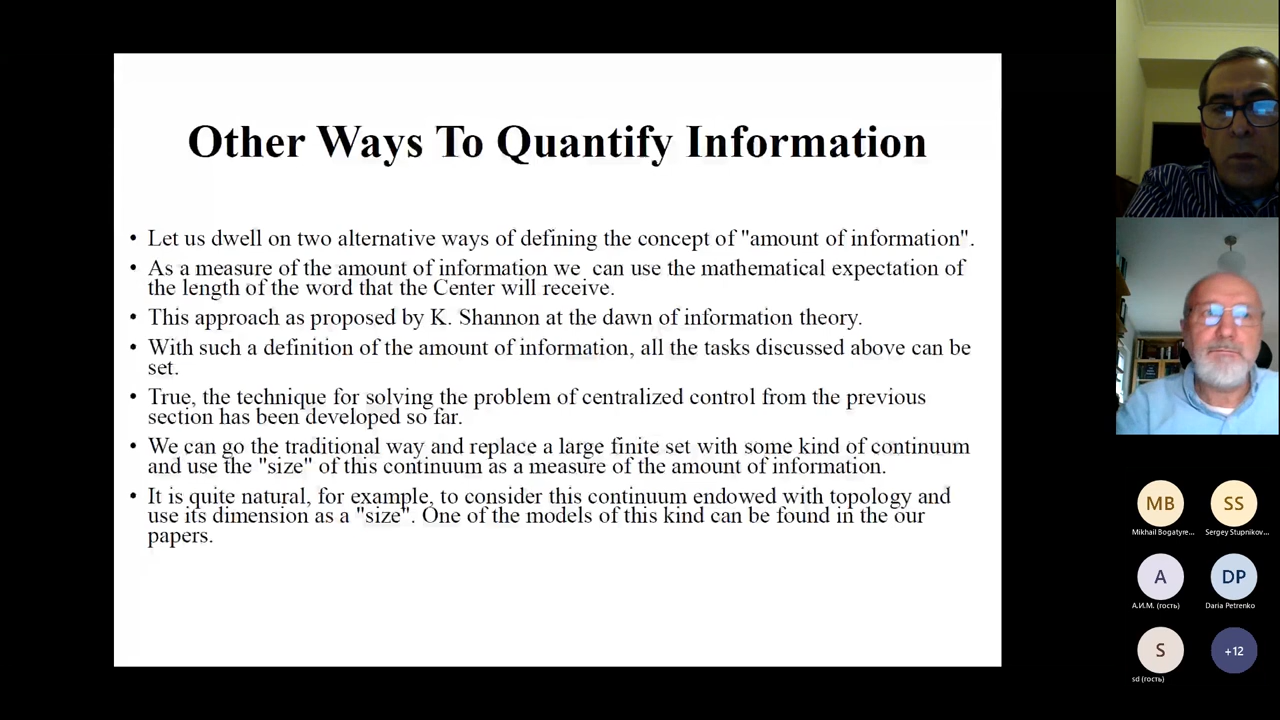 Other Ways To Quantify Information
• Let us dwell on two alternative ways of defining the concept of "amount of information".
• As a measure of the amount of information we can use the mathematical expectation of
the length of the word that the Center will receive.
• This approach as proposed by K. Shannon at the dawn of information theory.
• With such a definition of the amount of information, all the tasks discussed above can be
set.
• True, the technique for solving the problem of centralized control from the previous
section has been developed so far.
• We can go the traditional way and replace a large finite set with some kind of continuum
and use the "size" of this continuum as a measure of the amount of information.
• It is quite natural, for example, to consider this continuum endowed with topology and
use its dimension as a "size". One of the models of this kind can be found in the our
papers.
MB
Mikhail Bogatyre...
SS
Sergey Stupnikov...
A
А.И.М. (гость)
DP
Daria Petrenko
S
sd (гость)
+12